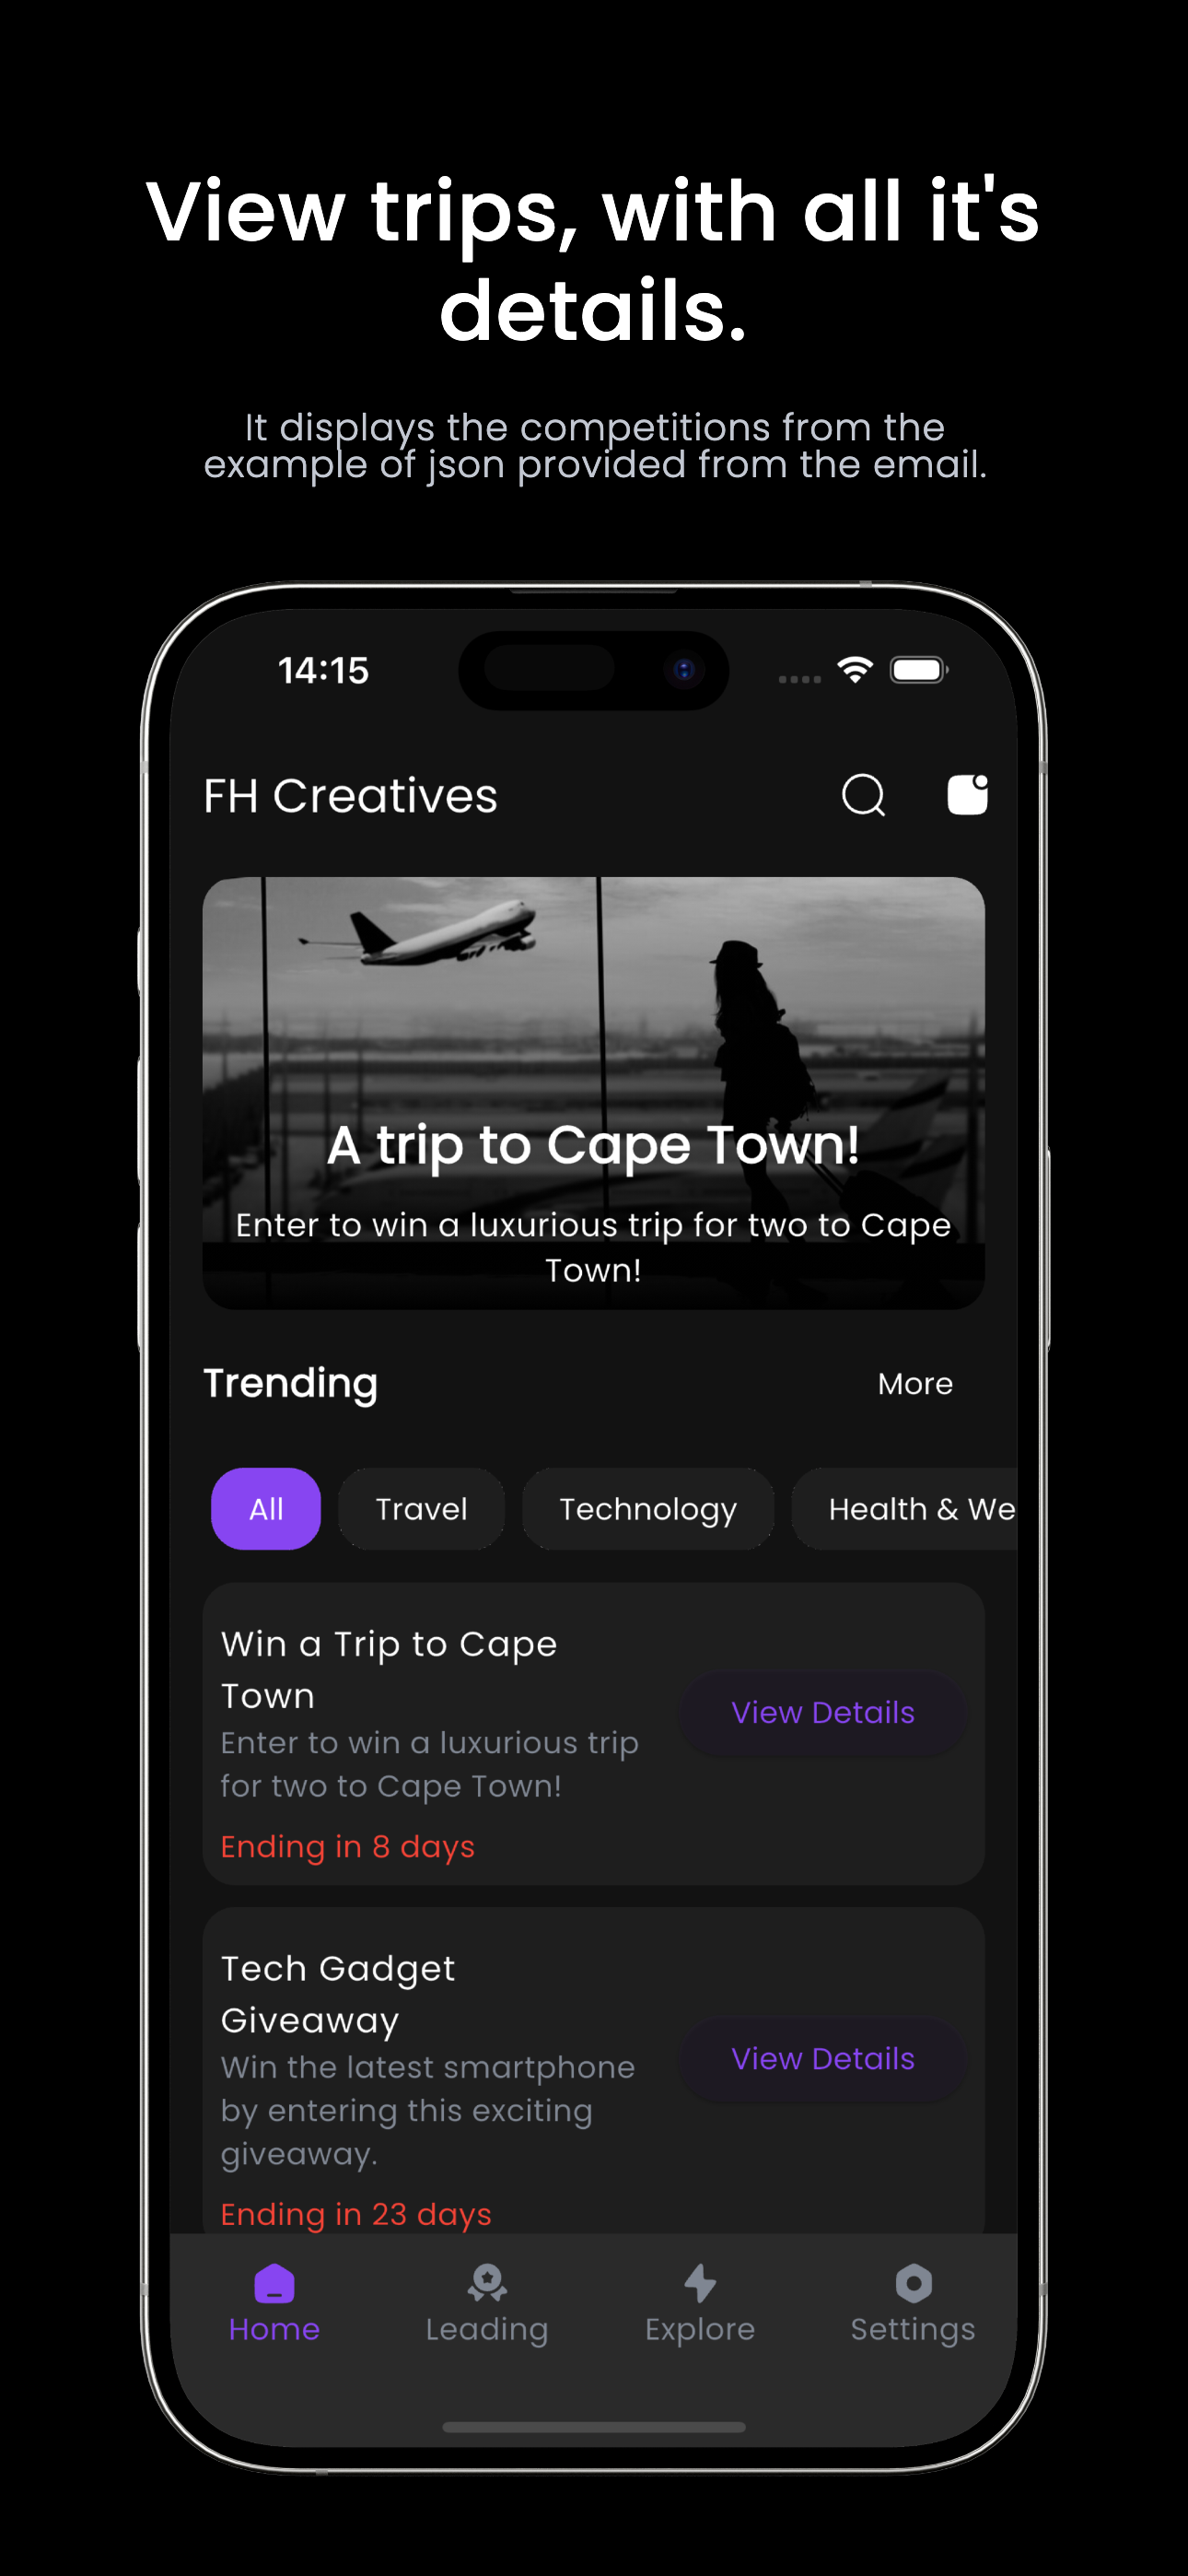 View trips, with all it's
details.
It displays the competitions from the
example of json provided from the email.
14:15
FH Creatives
A trip to Cape Town!
Enter to win a luxurious trip for two to Cape
Town!
Trending
More
All
Travel
Technology
Health & We
Win a Trip to Cape
Town
Enter to win a luxurious trip
for two to Cape Town!
Ending in 8 days
View Details
Tech Gadget
Giveaway
Win the latest smartphone
by entering this exciting
giveaway.
Ending in 23 days
View Details
Home
Leading
Explore
Settings